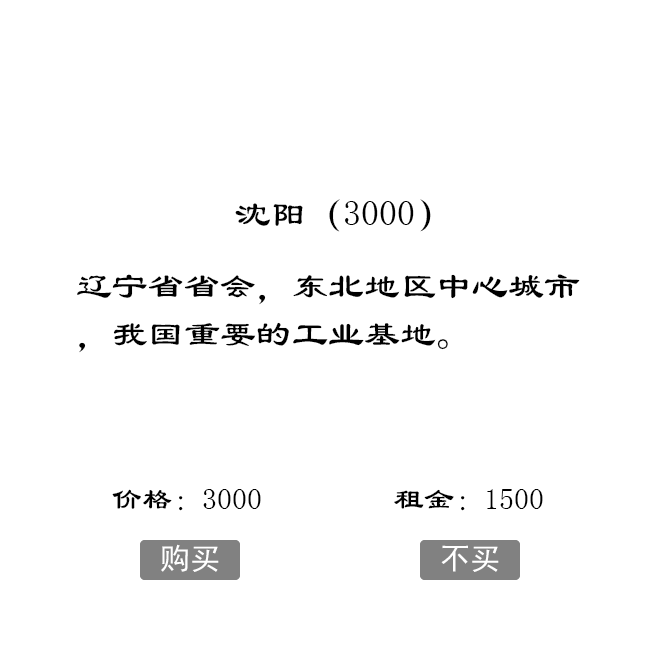 沈阳（3000）
辽宁省省会，东北地区中心城市
，我国重要的工业基地。
价格：3000 租金：1500
购买 不买